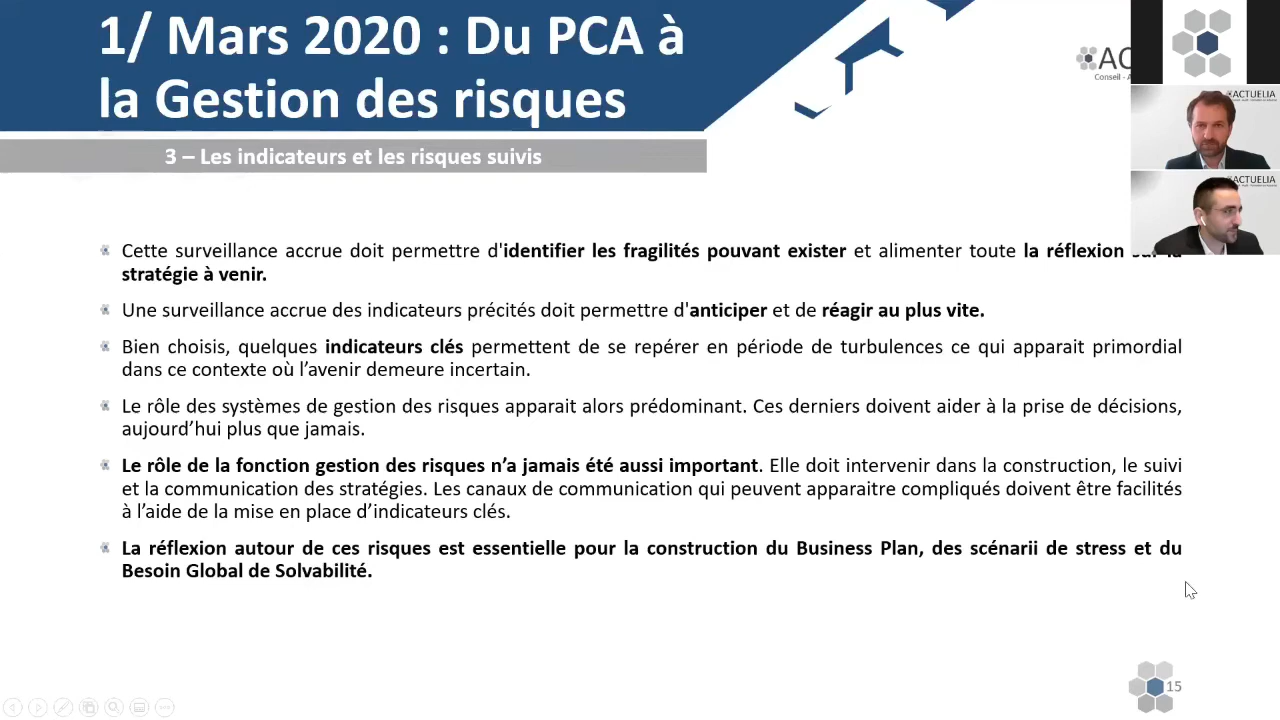 1/ Mars 2020 : Du PCA à
la Gestion des risques
3 – Les indicateurs et les risques suivis
Conseil - A
ACTUELIA
ACTUELIA
Cette surveillance accrue doit permettre d'identifier les fragilités pouvant exister et alimenter toute la réflexion sur la
stratégie à venir.
Une surveillance accrue des indicateurs précités doit permettre d'anticiper et de réagir au plus vite.
Bien choisis, quelques indicateurs clés permettent de se repérer en période de turbulences ce qui apparait primordial
dans ce contexte où l’avenir demeure incertain.
Le rôle des systèmes de gestion des risques apparait alors prédominant. Ces derniers doivent aider à la prise de décisions,
aujourd’hui plus que jamais.
Le rôle de la fonction gestion des risques n’a jamais été aussi important. Elle doit intervenir dans la construction, le suivi
et la communication des stratégies. Les canaux de communication qui peuvent apparaitre compliqués doivent être facilités
à l’aide de la mise en place d’indicateurs clés.
La réflexion autour de ces risques est essentielle pour la construction du Business Plan, des scénarii de stress et du
Besoin Global de Solvabilité.
15